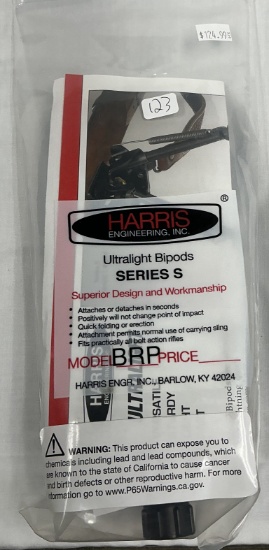 $124.99
123
HARRIS
ENGINEERING, INC.
®
Ultralight Bipods
SERIES S
Superior Design and Workmanship
• Attaches or detaches in seconds
• Positively will not change point of impact
• Quick folding or erection
• Attachment permits normal use of carrying sling
• Fits practically all bolt action rifles
MODEL BRP PRICE
HARRIS ENGR. INC., BARLOW, KY 42024
HARRIS
ULTRAL
Bipod
⚠ WARNING: This product can expose you to
chemicals including lead and lead compounds, which
are known to the state of California to cause cancer
and birth defects or other reproductive harm. For more
information go to www.P65Warnings.ca.gov.